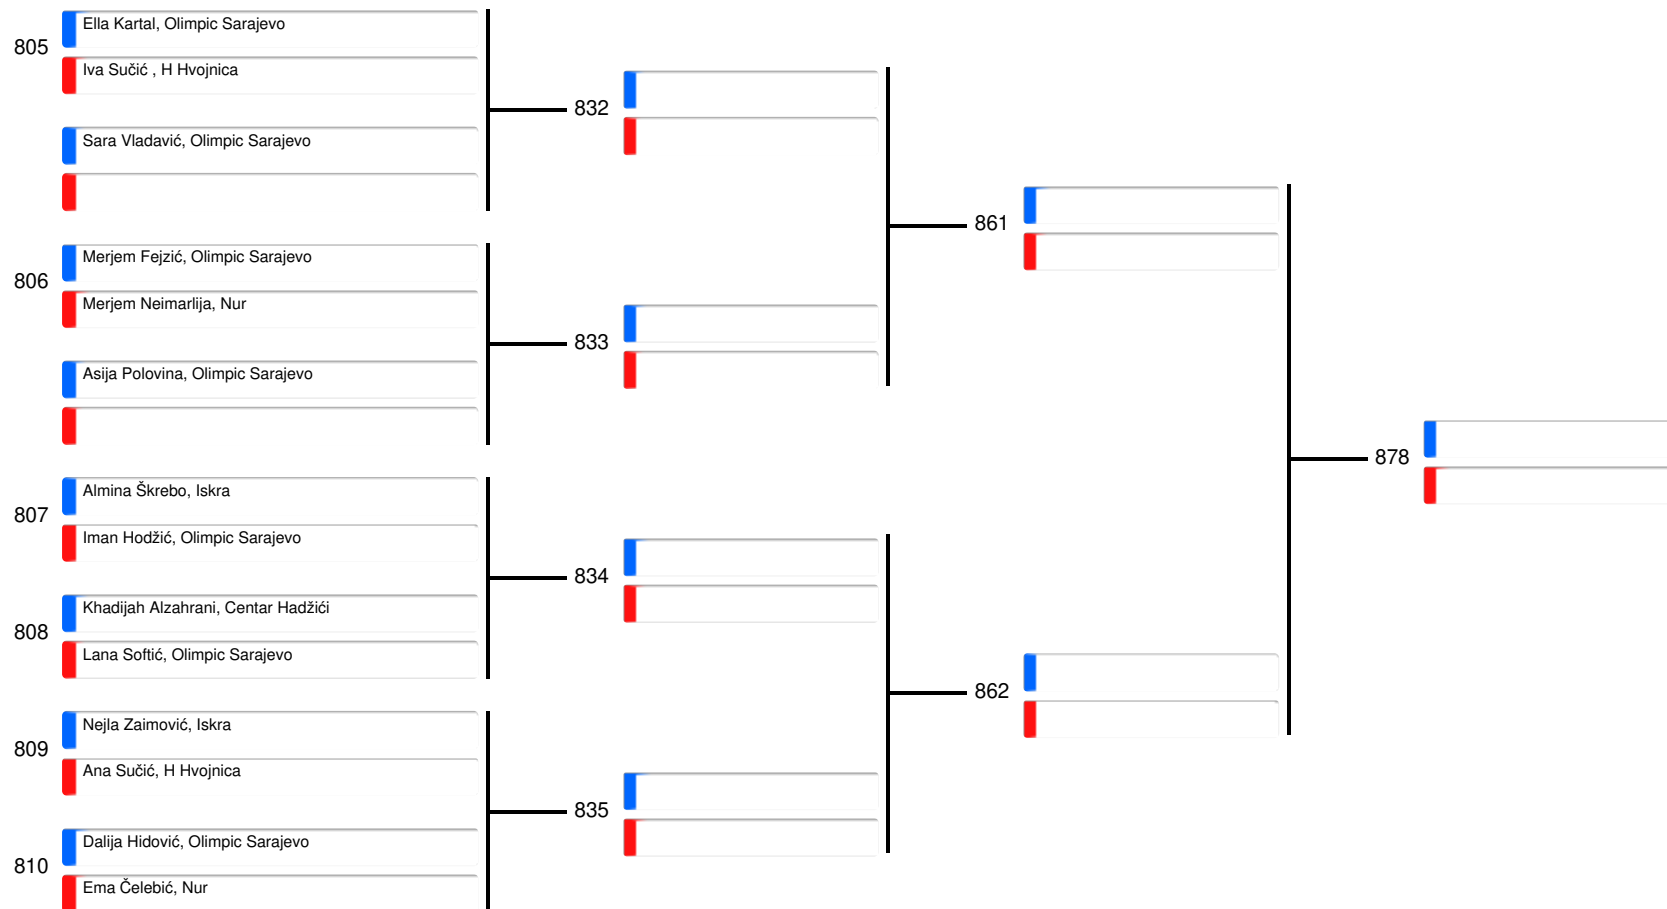 805
Ella Kartal, Olimpic Sarajevo
Iva Sučić , H Hvojnica
Sara Vladavić, Olimpic Sarajevo
806
Merjem Fejzić, Olimpic Sarajevo
Merjem Neimarlija, Nur
Asija Polovina, Olimpic Sarajevo
807
Almina Škrebo, Iskra
Iman Hodžić, Olimpic Sarajevo
808
Khadijah Alzahrani, Centar Hadžići
Lana Softić, Olimpic Sarajevo
809
Nejla Zaimović, Iskra
Ana Sučić, H Hvojnica
810
Dalija Hidović, Olimpic Sarajevo
Ema Čelebić, Nur
832
833
834
835
861
862
878